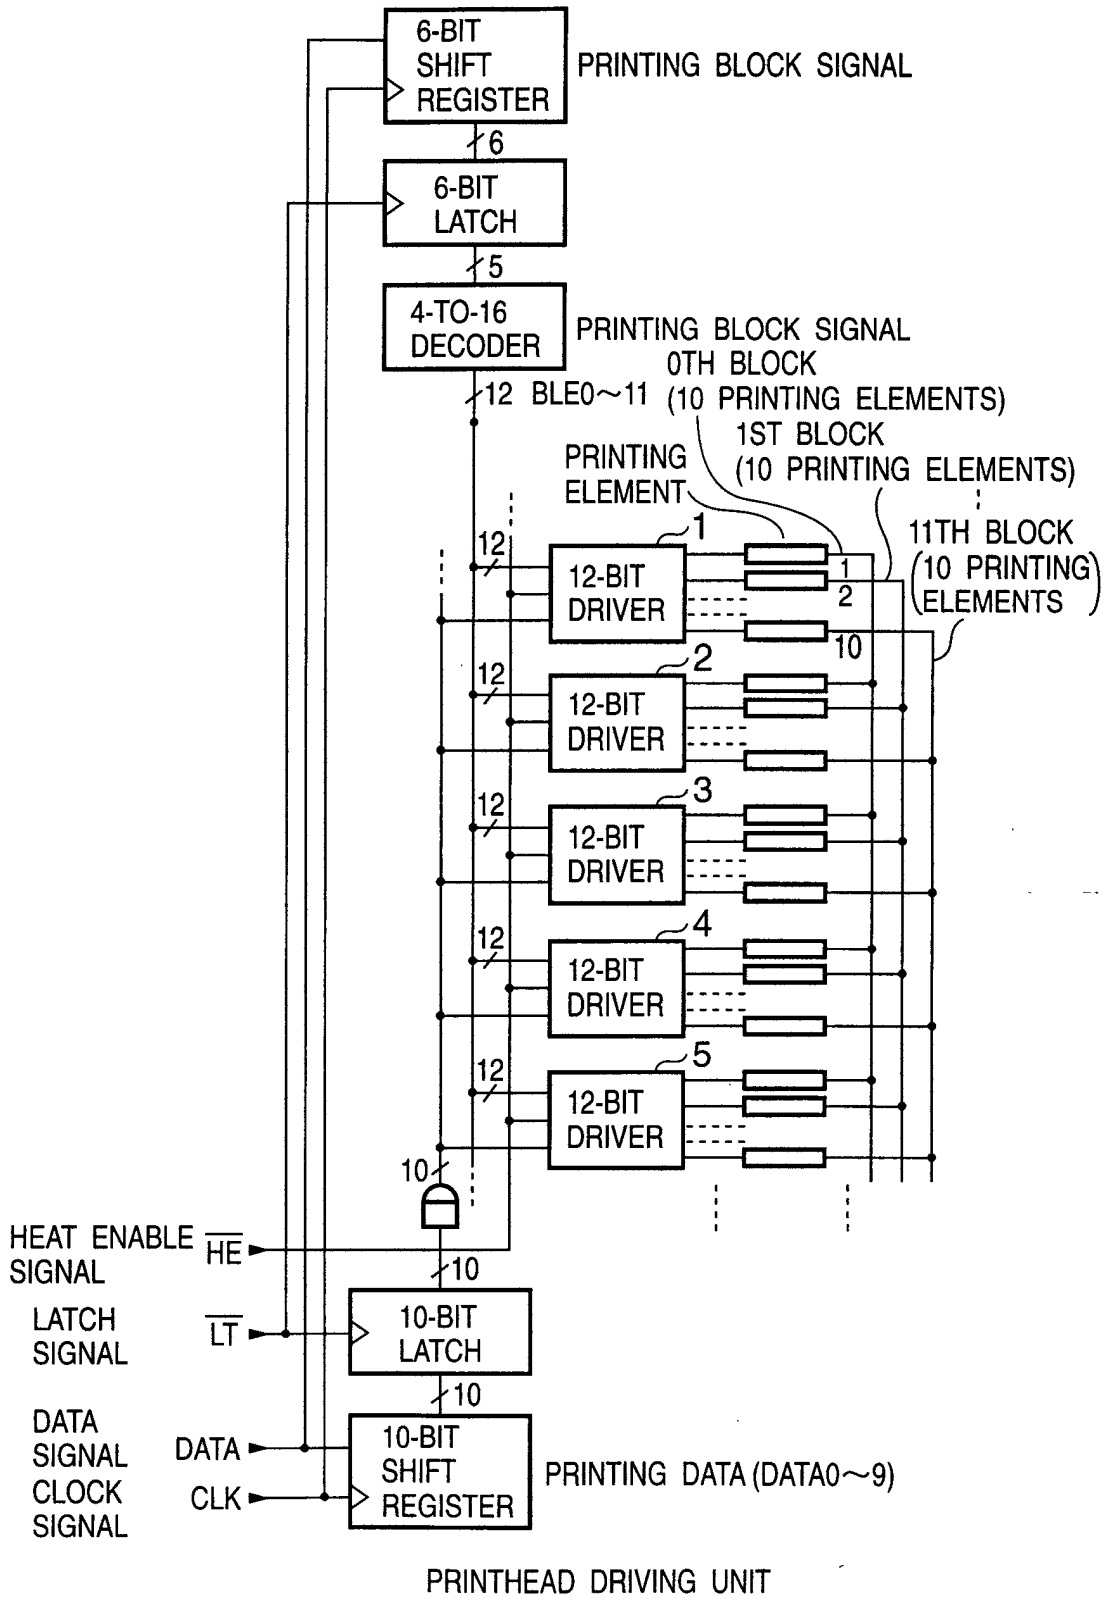 6-BIT
SHIFT
REGISTER
PRINTING BLOCK SIGNAL
6
6-BIT
LATCH
5
4-TO-16
DECODER
PRINTING BLOCK SIGNAL
0TH BLOCK
(10 PRINTING ELEMENTS)
12 BLE0~11
1ST BLOCK
(10 PRINTING ELEMENTS)
PRINTING
ELEMENT
11TH BLOCK
(10 PRINTING
ELEMENTS)
1
12
12-BIT
DRIVER
1
2
10
2
12
12-BIT
DRIVER
3
12
12-BIT
DRIVER
4
12
12-BIT
DRIVER
5
12
12-BIT
DRIVER
10
HEAT ENABLE
SIGNAL
HE
10
LATCH
SIGNAL
LT
10-BIT
LATCH
10
DATA
SIGNAL
DATA
CLOCK
SIGNAL
CLK
10-BIT
SHIFT
REGISTER
PRINTING DATA (DATA0~9)
PRINTHEAD DRIVING UNIT